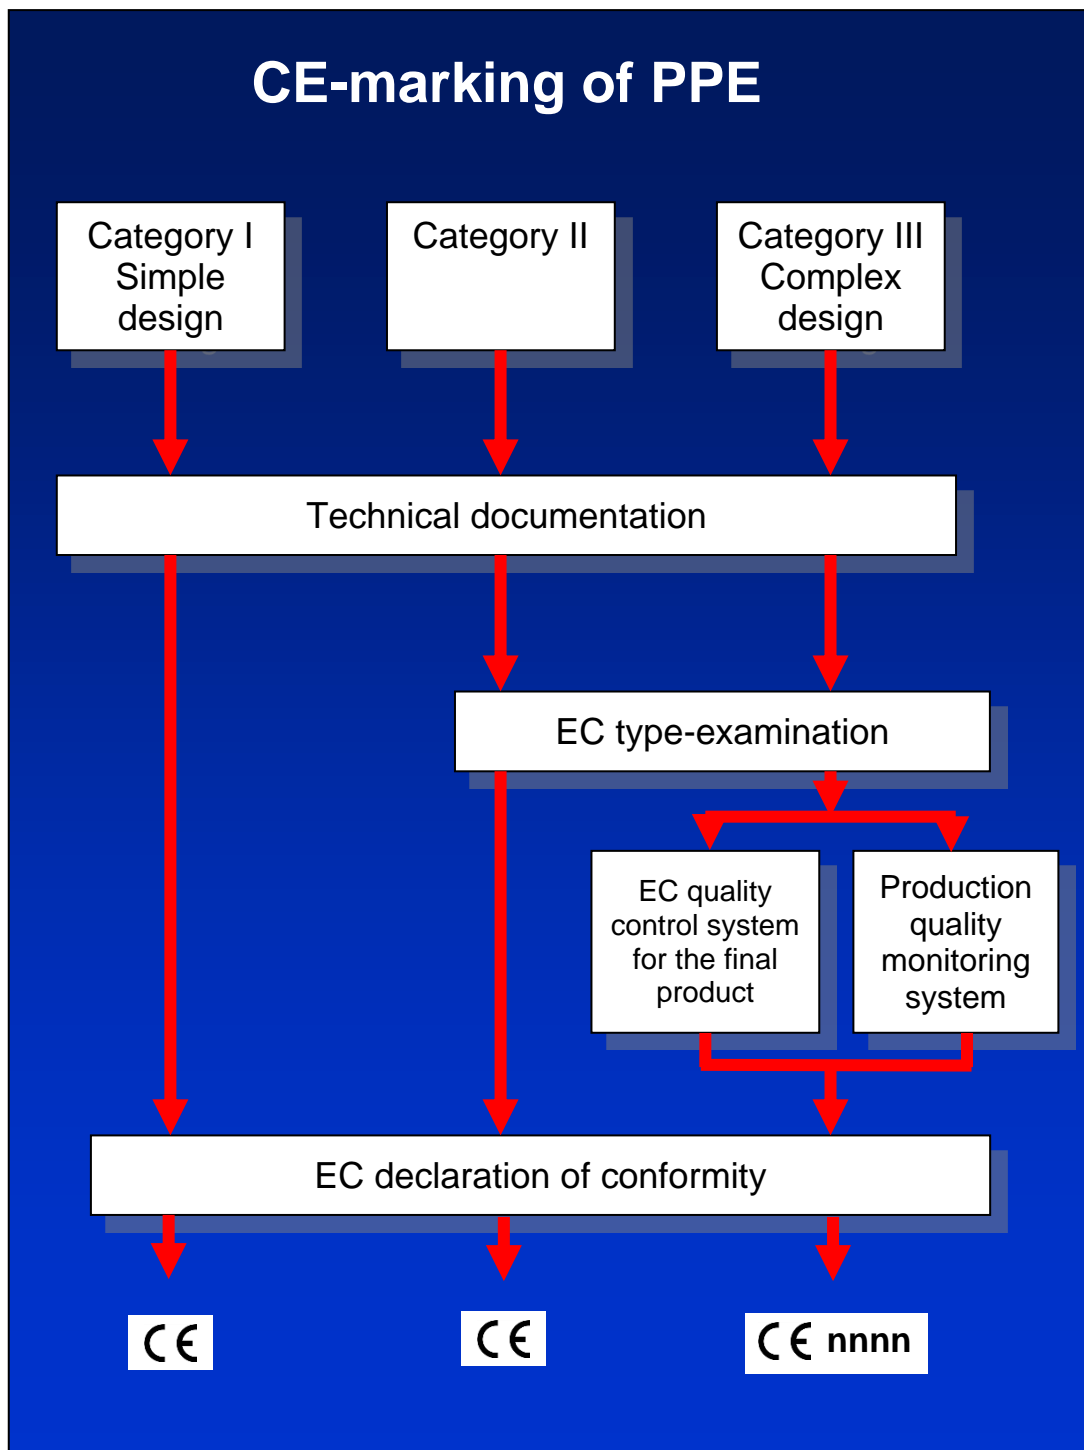 CE-marking of PPE
Category I
Simple
design
Category II
Category III
Complex
design
Technical documentation
EC type-examination
EC quality
control system
for the final
product
Production
quality
monitoring
system
EC declaration of conformity
CE
CE
CE nnnn